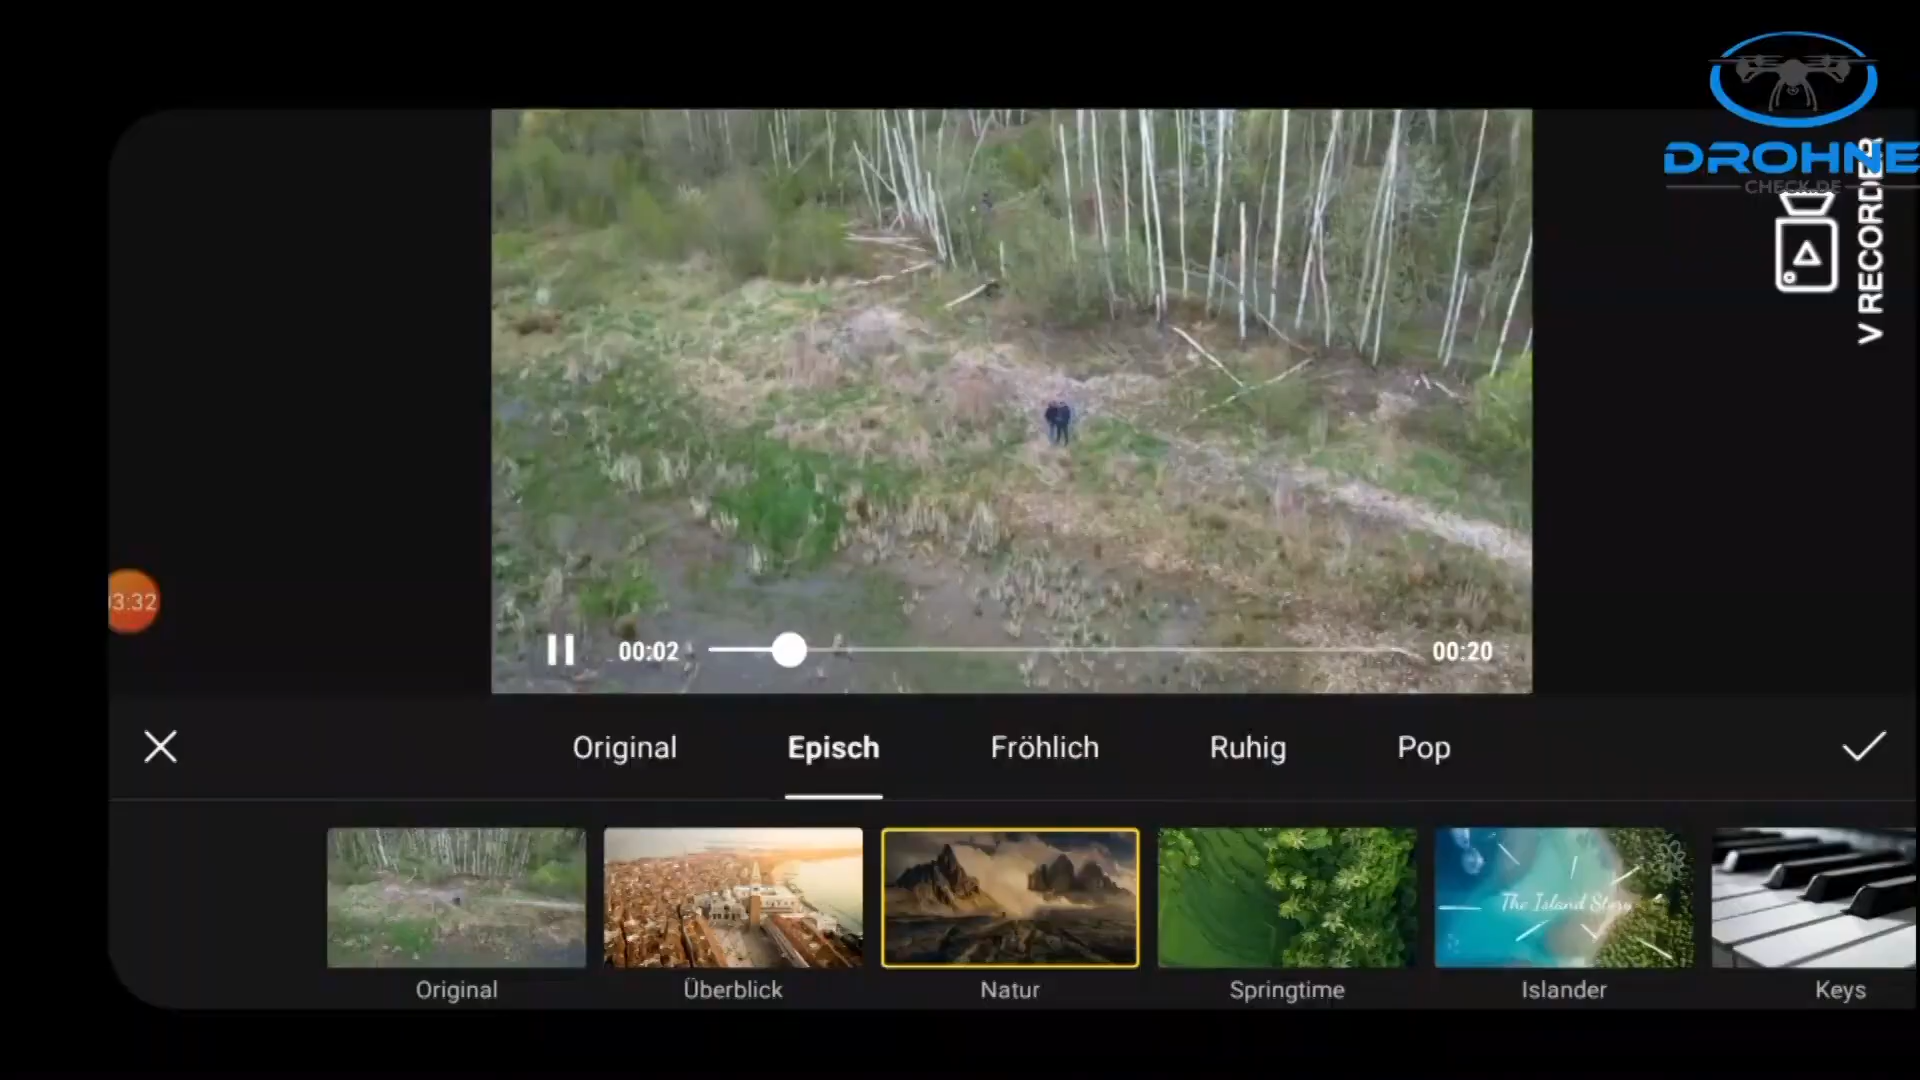 DROHNE
CHECK.DE
V RECORDER
3:32
00:02
00:20
Original
Episch
Fröhlich
Ruhig
Pop
The Island Story
Original
Überblick
Natur
Springtime
Islander
Keys